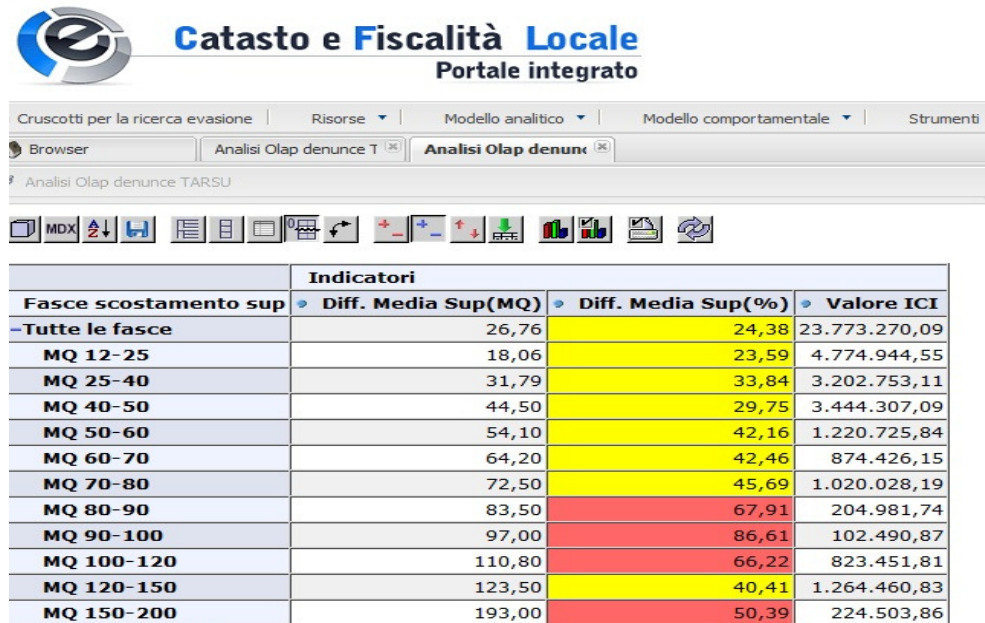 Catasto e Fiscalità Locale
Portale integrato
Cruscotti per la ricerca evasione Risorse Modello analitico Modello comportamentale Strumenti
Browser Analisi Olap denunce T Analisi Olap denunc
Analisi Olap denunce TARSU
MDX
Indicatori
Fasce scostamento sup Diff. Media Sup(MQ) Diff. Media Sup(%) Valore ICI
–Tutte le fasce 26,76 24,38 23.773.270,09
MQ 12-25 18,06 23,59 4.774.944,55
MQ 25-40 31,79 33,84 3.202.753,11
MQ 40-50 44,50 29,75 3.444.307,09
MQ 50-60 54,10 42,16 1.220.725,84
MQ 60-70 64,20 42,46 874.426,15
MQ 70-80 72,50 45,69 1.020.028,19
MQ 80-90 83,50 67,91 204.981,74
MQ 90-100 97,00 86,61 102.490,87
MQ 100-120 110,80 66,22 823.451,81
MQ 120-150 123,50 40,41 1.264.460,83
MQ 150-200 193,00 50,39 224.503,86